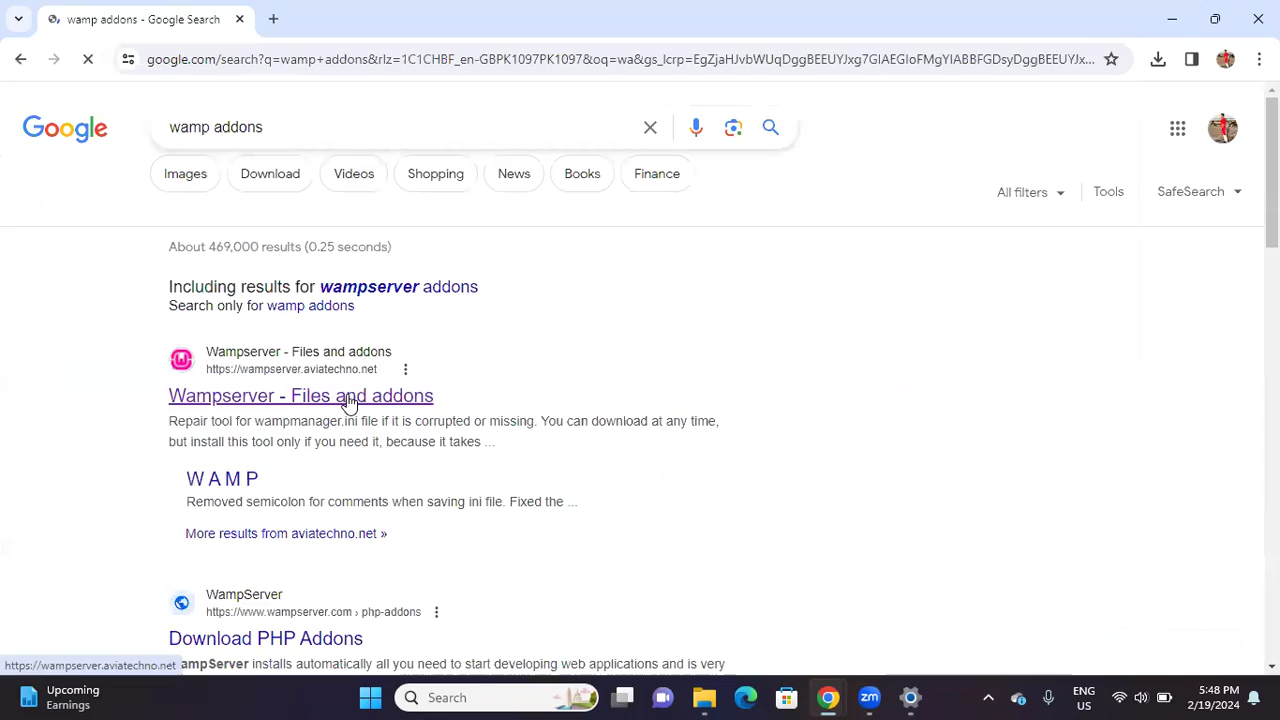 wamp addons - Google Search
google.com/search?q=wamp+addons&rlz=1C1CHBF_en-GBPK1097PK1097&oq=wa&gs_lcrp=EgZjaHJvbWUqDggBEEUYJxg7GIAEGIoFMgYIABBFGDsyDggBEEUYJx...
Google
wamp addons
Images
Download
Videos
Shopping
News
Books
Finance
All filters
Tools
SafeSearch
About 469,000 results (0.25 seconds)
Including results for wampserver addons
Search only for wamp addons
Wampserver - Files and addons
https://wampserver.aviatechno.net
Wampserver - Files and addons
Repair tool for wampmanager.ini file if it is corrupted or missing. You can download at any time,
but install this tool only if you need it, because it takes ...
W A M P
Removed semicolon for comments when saving ini file. Fixed the ...
More results from aviatechno.net »
WampServer
https://www.wampserver.com › php-addons
Download PHP Addons
ampServer installs automatically all you need to start developing web applications and is very
https://wampserver.aviatechno.net
Upcoming
Earnings
Search
zm
ENG
US
5:48 PM
2/19/2024